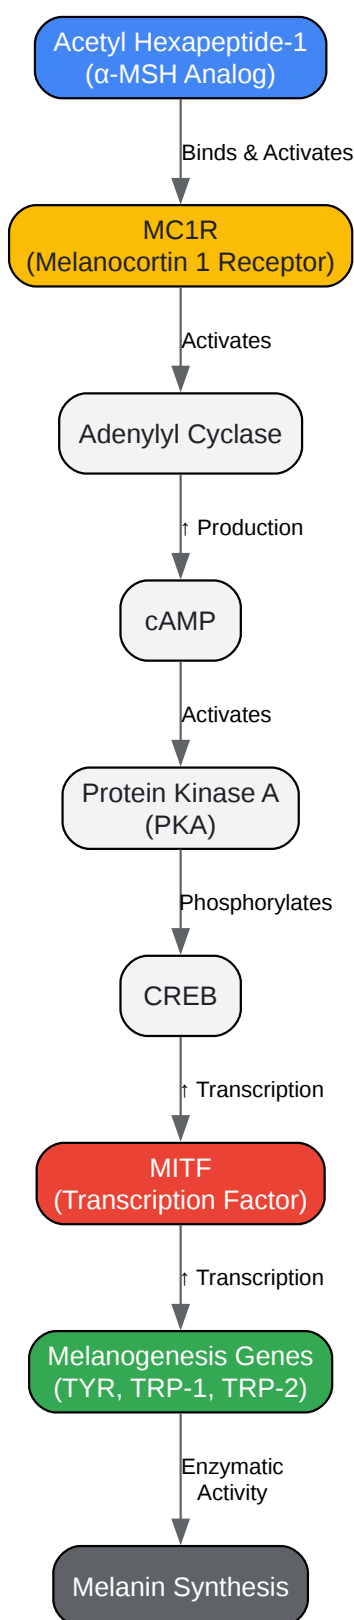 Acetyl Hexapeptide-1
(α-MSH Analog)
Binds & Activates
MC1R
(Melanocortin 1 Receptor)
Activates
Adenylyl Cyclase
↑ Production
cAMP
Activates
Protein Kinase A
(PKA)
Phosphorylates
CREB
↑ Transcription
MITF
(Transcription Factor)
↑ Transcription
Melanogenesis Genes
(TYR, TRP-1, TRP-2)
Enzymatic
Activity
Melanin Synthesis